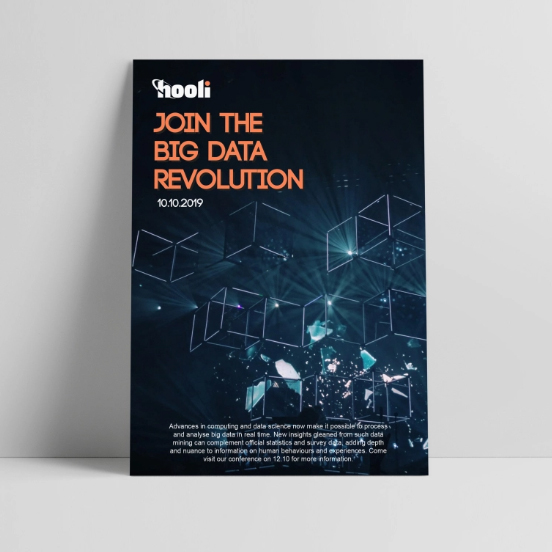 hooli
JOIN THE
BIG DATA
REVOLUTION
10.10.2019
Advances in computing and data science now make it possible to process
and analyse big data in real time. New insights gleaned from such data
mining can complement official statistics and survey data, adding depth
and nuance to information on human behaviours and experiences. Come
visit our conference on 12.10 for more information.